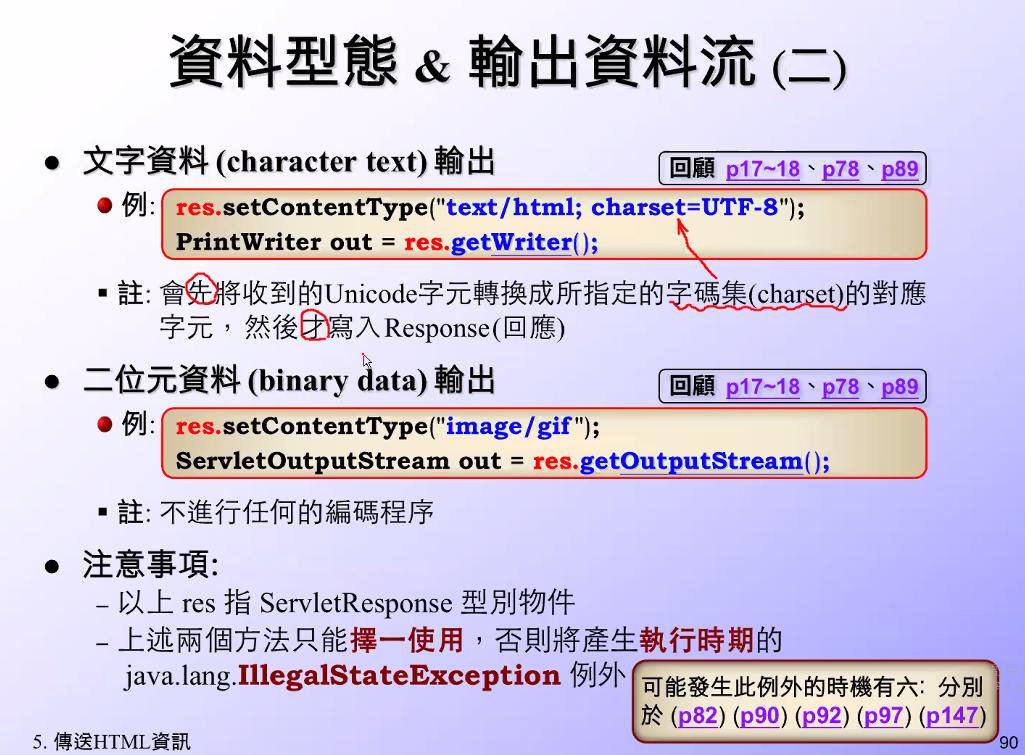 資料型態 & 輸出資料流 (二)
● 文字資料 (character text) 輸出
回顧 p17~18、p78、p89
例: res.setContentType("text/html; charset=UTF-8");
PrintWriter out = res.getWriter();
▪ 註: 會先將收到的Unicode字元轉換成所指定的字碼集(charset)的對應
字元， 然後才寫入Response(回應)
● 二位元資料 (binary data) 輸出
回顧 p17~18、p78、p89
例: res.setContentType("image/gif");
ServletOutputStream out = res.getOutputStream();
▪ 註: 不進行任何的編碼程序
● 注意事項:
– 以上 res 指 ServletResponse 型別物件
– 上述兩個方法只能擇一使用，否則將產生執行時期的
java.lang.IllegalStateException 例外
可能發生此例外的時機有六: 分別
於 (p82) (p90) (p92) (p97) (p147)
5. 傳送HTML資訊
90